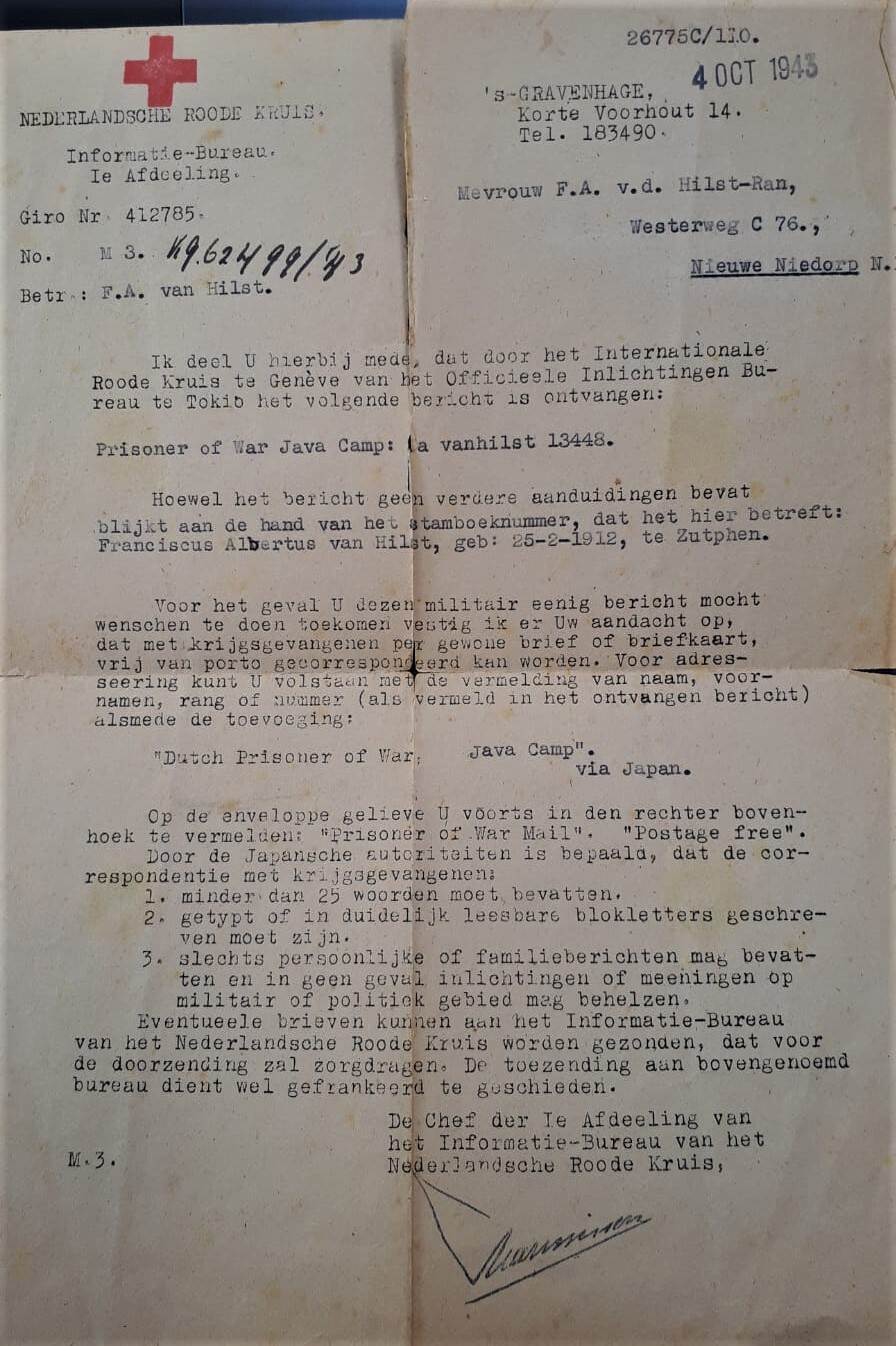 26775C/1I.O.
4 OCT 1943
's-GRAVENHAGE,
Korte Voorhout 14.
Tel. 183490.
NEDERLANDSCHE ROODE KRUIS.
Informatie-Bureau.
Ie Afdeeling.
Giro Nr. 412785.
No. M 3.
Betr.: F.A. van Hilst.
Mevrouw F.A. v.d. Hilst-Ran,
Westerweg C 76.,
Nieuwe Niedorp N.
Ik deel U hierbij mede, dat door het Internationale
Roode Kruis te Genève van het Officieele Inlichtingen Bu-
reau te Tokio het volgende bericht is ontvangen:
Prisoner of War Java Camp: fa vanhilst 13448.
Hoewel het bericht geen verdere aanduidingen bevat
blijkt aan de hand van het stamboeknummer, dat het hier betreft:
Franciscus Albertus van Hilst, geb: 25-2-1912, te Zutphen.
Voor het geval U dezen militair eenig bericht mocht
wenschen te doen toekomen vestig ik er Uw aandacht op,
dat met krijgsgevangenen per gewone brief of briefkaart,
vrij van porto gecorrespondeerd kan worden. Voor adres-
seering kunt U volstaan met de vermelding van naam, voor-
namen, rang of nummer (als vermeld in het ontvangen bericht)
alsmede de toevoeging:
"Dutch Prisoner of War, Java Camp".
via Japan.
Op de enveloppe gelieve U voorts in den rechter boven-
hoek te vermelden: "Prisoner of War Mail". "Postage free".
Door de Japansche autoriteiten is bepaald, dat de cor-
respondentie met krijgsgevangenen:
1. minder dan 25 woorden moet bevatten.
2. getypt of in duidelijk leesbare blokletters geschre-
ven moet zijn.
3. slechts persoonlijke of familieberichten mag bevat-
ten en in geen geval inlichtingen of meeningen op
militair of politiek gebied mag behelzen.
Eventueele brieven kunnen aan het Informatie-Bureau
van het Nederlandsche Roode Kruis worden gezonden, dat voor
de doorzending zal zorgdragen. De toezending aan bovengenoemd
bureau dient wel gefrankeerd te geschieden.
De Chef der Ie Afdeeling van
het Informatie-Bureau van het
Nederlandsche Roode Kruis,
M.3.